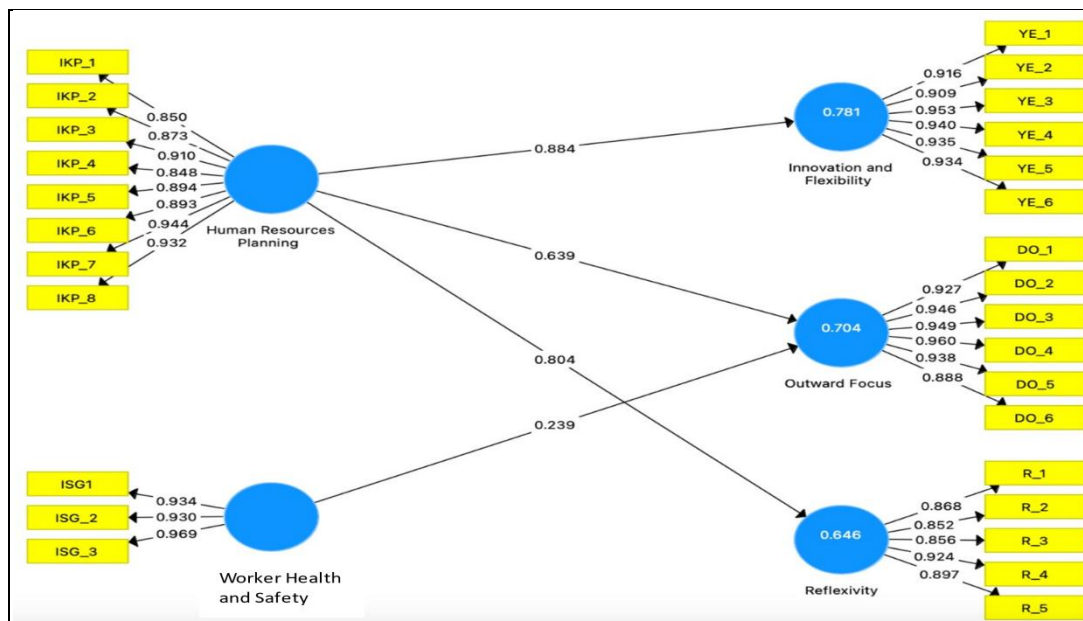 IKP_1
IKP_2
IKP_3
IKP_4
IKP_5
IKP_6
IKP_7
IKP_8
0.850
0.873
0.910
0.848
0.894
0.893
0.944
0.932
Human Resources
Planning
ISG1
ISG_2
ISG_3
0.934
0.930
0.969
Worker Health
and Safety
0.884
0.639
0.804
0.239
0.781
Innovation and
Flexibility
0.916
0.909
0.953
0.940
0.935
0.934
YE_1
YE_2
YE_3
YE_4
YE_5
YE_6
0.704
Outward Focus
0.927
0.946
0.949
0.960
0.938
0.888
DO_1
DO_2
DO_3
DO_4
DO_5
DO_6
0.646
Reflexivity
0.868
0.852
0.856
0.924
0.897
R_1
R_2
R_3
R_4
R_5